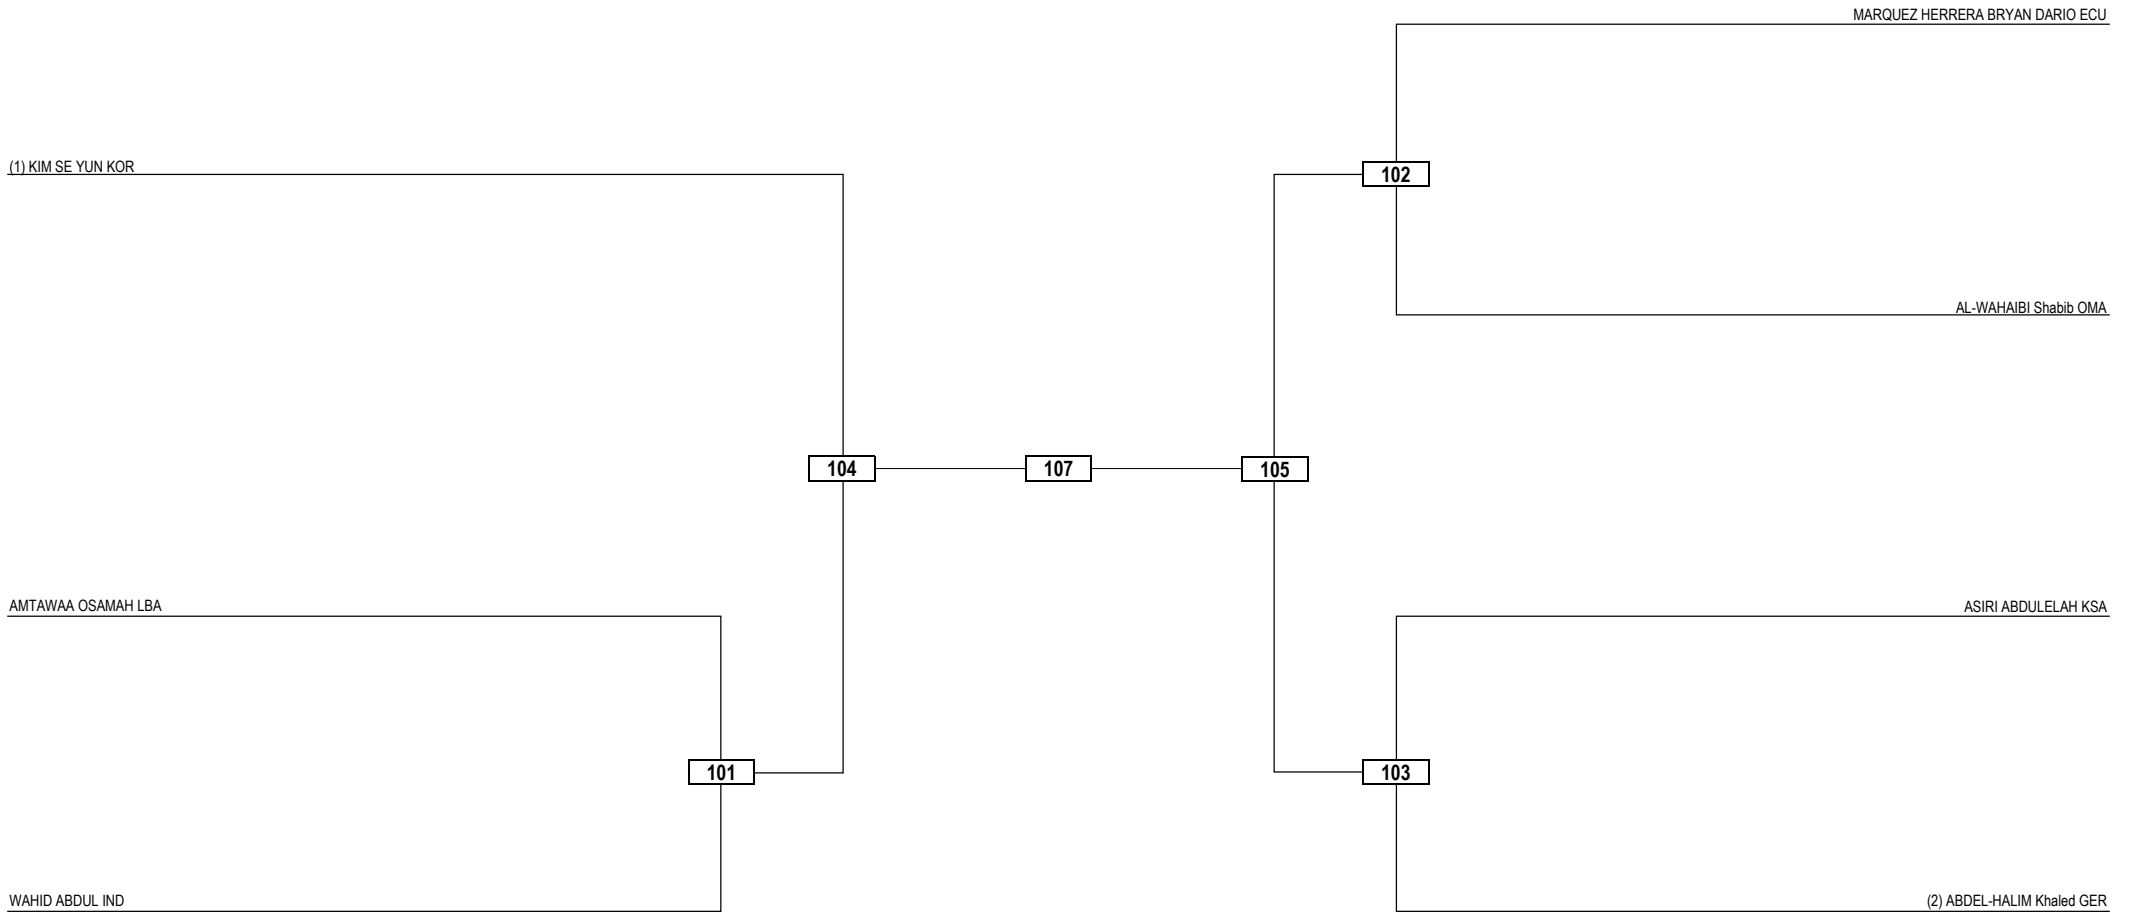 MARQUEZ HERRERA BRYAN DARIO ECU
(1) KIM SE YUN KOR
102
AL-WAHAIBI Shabib OMA
104
107
105
AMTAWAA OSAMAH LBA
ASIRI ABDULELAH KSA
101
103
WAHID ABDUL IND
(2) ABDEL-HALIM Khaled GER